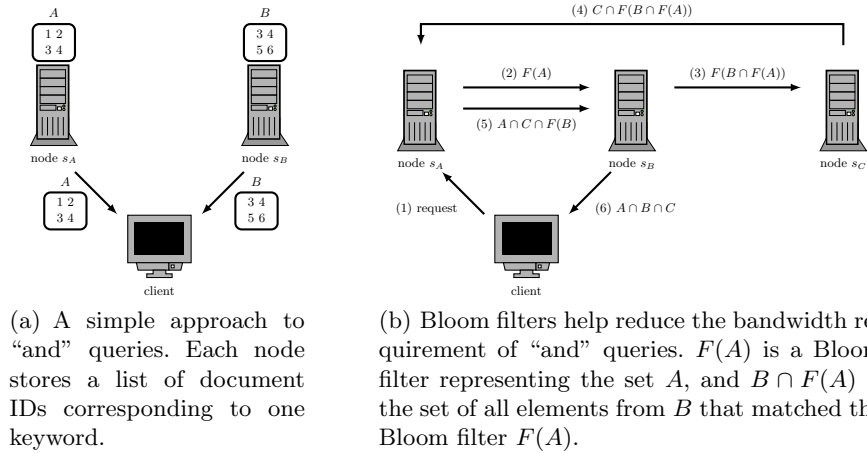 A
1 2
3 4
node s_A
B
3 4
5 6
node s_B
A
1 2
3 4
B
3 4
5 6
client
(a) A simple approach to
“and” queries. Each node
stores a list of document
IDs corresponding to one
keyword.
(4) C ∩ F(B ∩ F(A))
(2) F(A)
(3) F(B ∩ F(A))
(5) A ∩ C ∩ F(B)
node s_A
node s_B
node s_C
(1) request
(6) A ∩ B ∩ C
client
(b) Bloom filters help reduce the bandwidth re
quirement of “and” queries. F(A) is a Bloom
filter representing the set A, and B ∩ F(A)
the set of all elements from B that matched th
Bloom filter F(A).